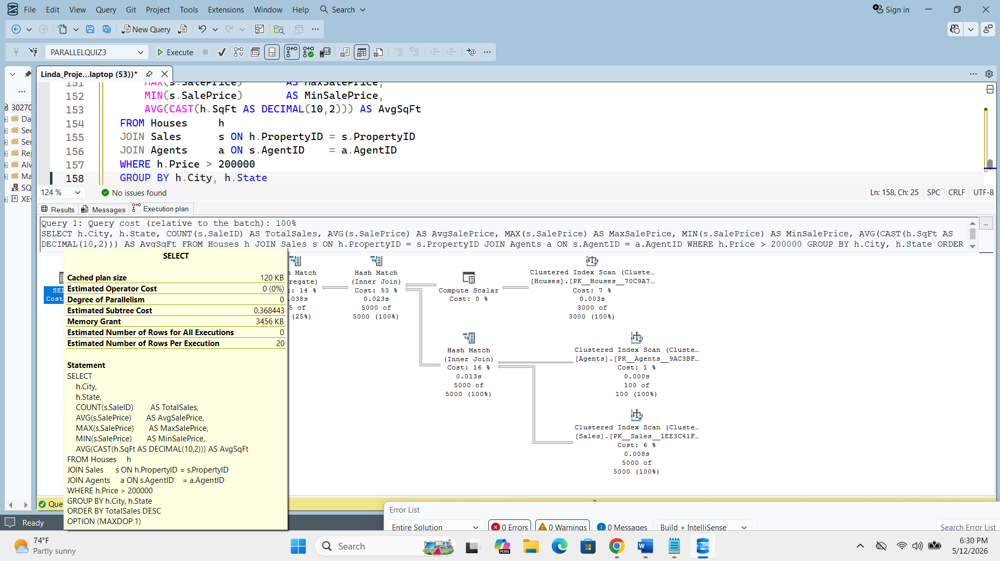 File Edit View Query Git Project Tools Extensions Window Help Search Sign in
New Query
PARALLELQUIZ3 Execute
Linda_Proje...laptop (53))*
151 MAX(s.SalePrice) AS MaxSalePrice,
152 MIN(s.SalePrice) AS MinSalePrice,
153 AVG(CAST(h.SqFt AS DECIMAL(10,2))) AS AvgSqFt
154 FROM Houses h
155 JOIN Sales s ON h.PropertyID = s.PropertyID
156 JOIN Agents a ON s.AgentID = a.AgentID
157 WHERE h.Price > 200000
158 GROUP BY h.City, h.State
30270
Da
Sec
Ser
Rep
Alv
Ma
SQ
XE
124 % No issues found Ln: 158, Ch: 25 SPC CRLF UTF-8
Results Messages Execution plan
Query 1: Query cost (relative to the batch): 100%
SELECT h.City, h.State, COUNT(s.SaleID) AS TotalSales, AVG(s.SalePrice) AS AvgSalePrice, MAX(s.SalePrice) AS MaxSalePrice, MIN(s.SalePrice) AS MinSalePrice, AVG(CAST(h.SqFt AS
DECIMAL(10,2))) AS AvgSqFt FROM Houses h JOIN Sales s ON h.PropertyID = s.PropertyID JOIN Agents a ON s.AgentID = a.AgentID WHERE h.Price > 200000 GROUP BY h.City, h.State ORDER
SELECT
Cached plan size 120 KB
Estimated Operator Cost 0 (0%)
Degree of Parallelism 0
Estimated Subtree Cost 0.368443
Memory Grant 3456 KB
Estimated Number of Rows for All Executions 0
Estimated Number of Rows Per Execution 20
Statement
SELECT
h.City,
h.State,
COUNT(s.SaleID) AS TotalSales,
AVG(s.SalePrice) AS AvgSalePrice,
MAX(s.SalePrice) AS MaxSalePrice,
MIN(s.SalePrice) AS MinSalePrice,
AVG(CAST(h.SqFt AS DECIMAL(10,2))) AS AvgSqFt
FROM Houses h
JOIN Sales s ON h.PropertyID = s.PropertyID
JOIN Agents a ON s.AgentID = a.AgentID
WHERE h.Price > 200000
GROUP BY h.City, h.State
ORDER BY TotalSales DESC
OPTION (MAXDOP 1)
SEL
Cost
h Match
regate)
t: 14 %
.038s
5 of
(25%)
Hash Match
(Inner Join)
Cost: 53 %
0.023s
5000 of
5000 (100%)
Compute Scalar
Cost: 0 %
Clustered Index Scan (Cluste...
[Houses].[PK__Houses__70C9A7...
Cost: 7 %
0.003s
3000 of
3000 (100%)
Hash Match
(Inner Join)
Cost: 16 %
0.013s
5000 of
5000 (100%)
Clustered Index Scan (Cluste...
[Agents].[PK__Agents__9AC3BF...
Cost: 1 %
0.000s
100 of
100 (100%)
Clustered Index Scan (Cluste...
[Sales].[PK__Sales__1EE3C41F...
Cost: 6 %
0.008s
5000 of
5000 (100%)
Que
Error List
Entire Solution 0 Errors 0 Warnings 0 Messages Build + IntelliSense Search Error List
Ready
74°F
Partly sunny
Search
M365
6:30 PM
5/12/2026